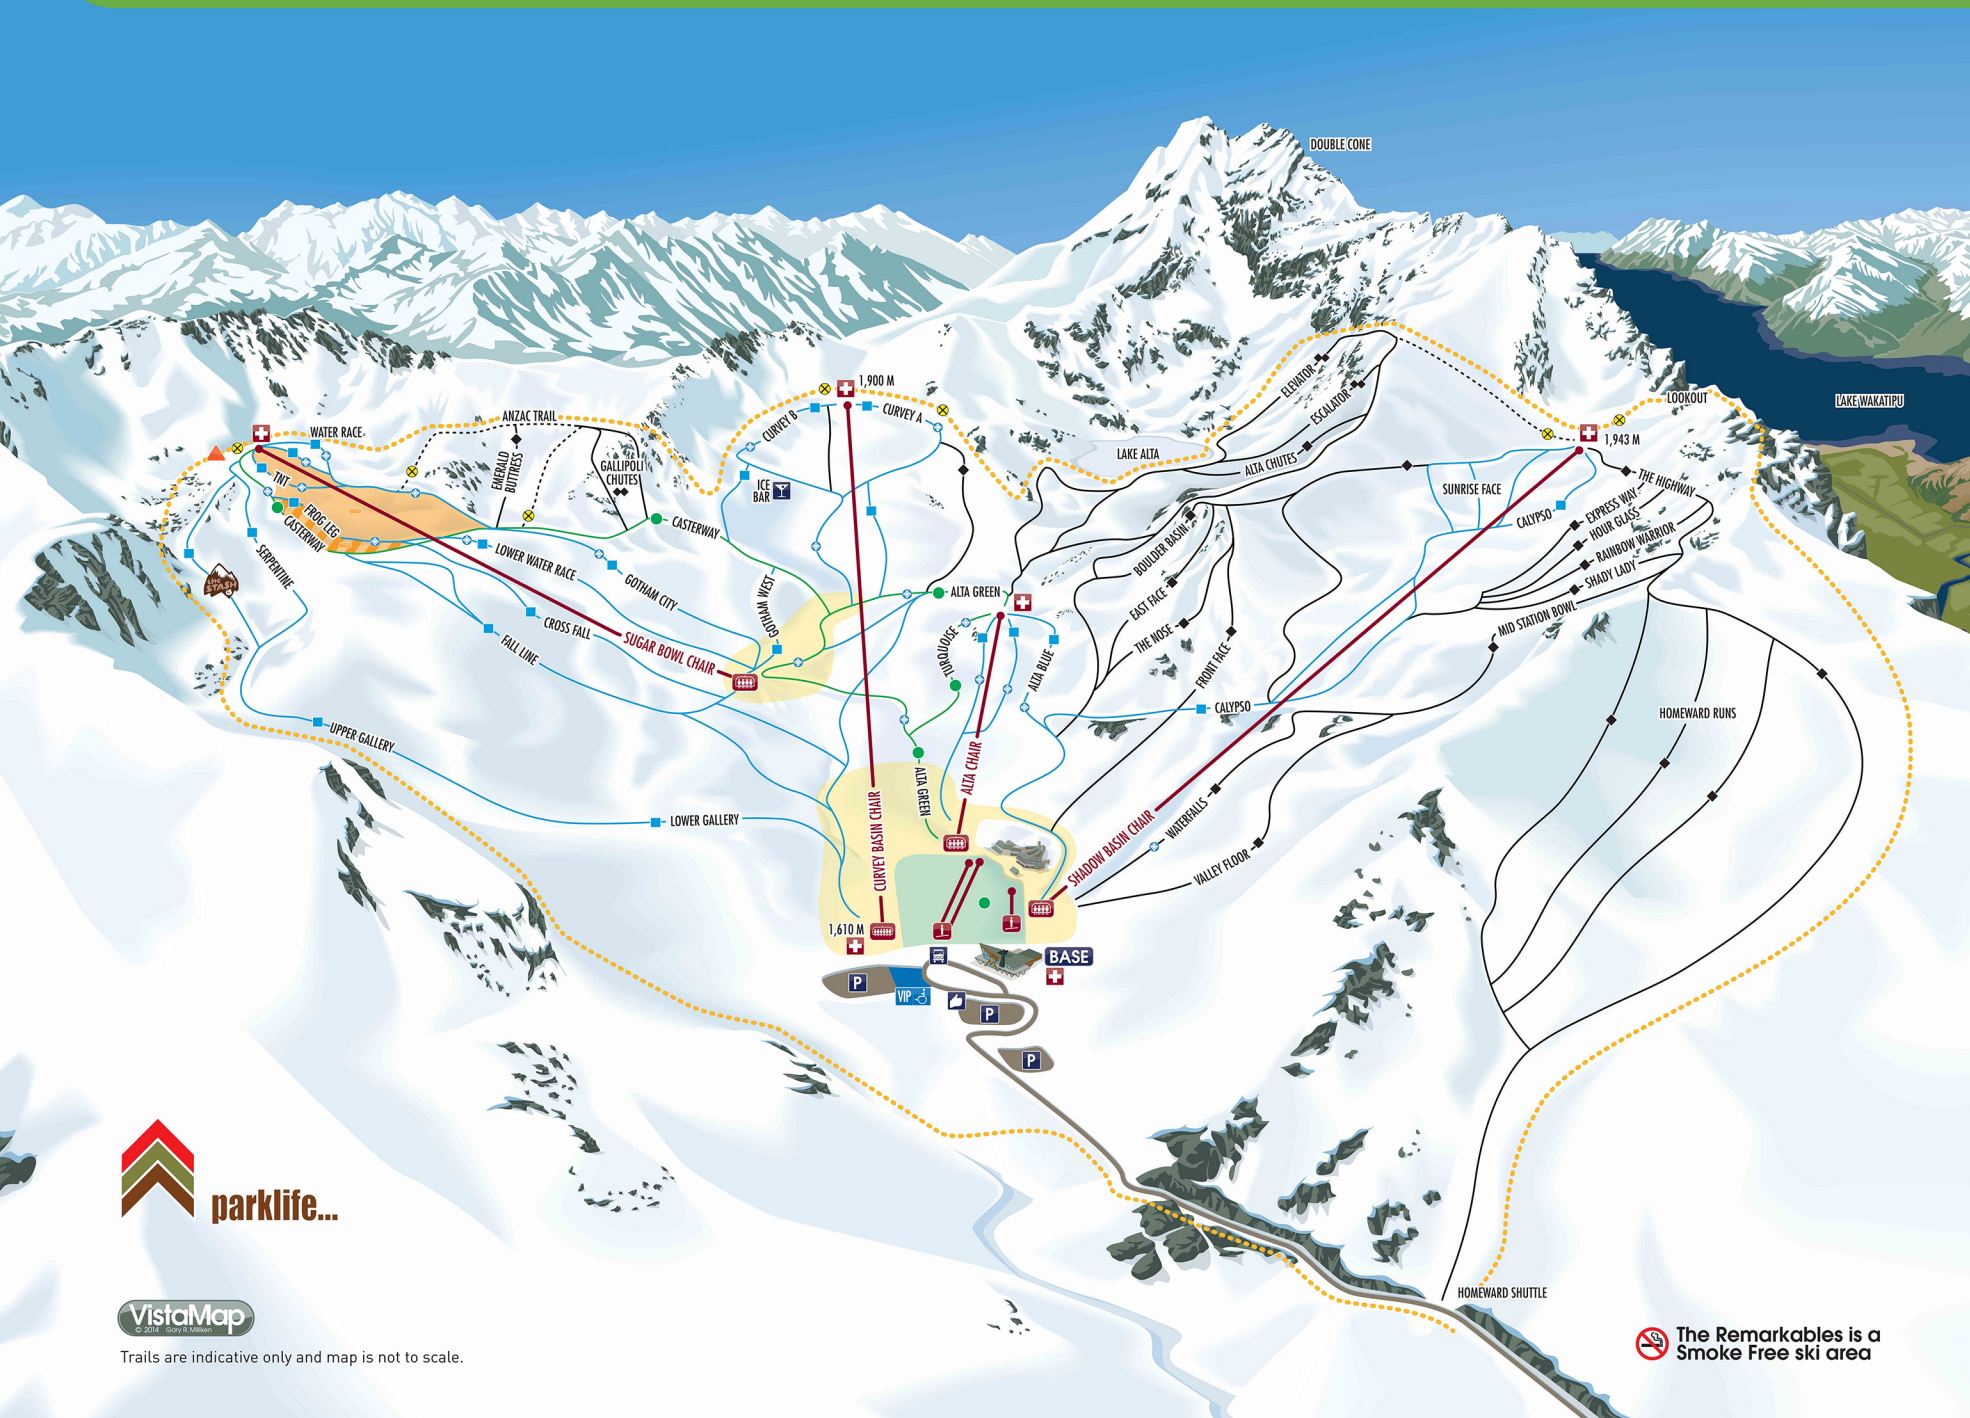 DOUBLE CONE
LAKE WAKATIPU
LOOKOUT
1,943 M
1,900 M
CURVEY B
CURVEY A
ANZAC TRAIL
WATER RACE
ELEVATOR
ESCALATOR
LAKE ALTA
ALTA CHUTES
EMERALD
BUTTRESS
GALLIPOLI
CHUTES
ICE
BAR
TNT
FROG LEG
CASTERWAY
CASTERWAY
SERPENTINE
the
STASH
LOWER WATER RACE
GOTHAM CITY
GOTHAM WEST
CROSS FALL
FALL LINE
SUGAR BOWL CHAIR
ALTA GREEN
TURQUOISE
ALTA BLUE
BOULDER BASIN
EAST FACE
THE NOSE
FRONT FACE
SUNRISE FACE
CALYPSO
THE HIGHWAY
EXPRESS WAY
HOUR GLASS
RAINBOW WARRIOR
SHADY LADY
MID STATION BOWL
CALYPSO
HOMEWARD RUNS
UPPER GALLERY
LOWER GALLERY
CURVEY BASIN CHAIR
ALTA GREEN
ALTA CHAIR
SHADOW BASIN CHAIR
WATERFALLS
VALLEY FLOOR
1,610 M
BASE
P
VIP
P
P
parklife...
HOMEWARD SHUTTLE
VistaMap
© 2014 Gary R. Milliken
Trails are indicative only and map is not to scale.
The Remarkables is a
Smoke Free ski area